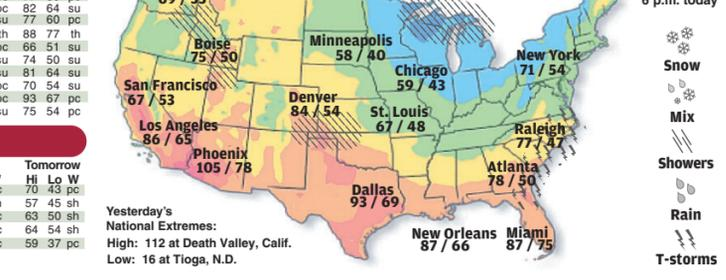 82 60 su
77 60 pc
88 77 th
66 51 su
74 50 su
81 64 su
70 54 su
93 67 pc
75 54 pc
Tomorrow
Hi Lo W
70 43 pc
57 45 sh
63 50 sh
64 54 sh
59 37 pc
Boise
75 / 50
Minneapolis
58 / 40
New York
71 / 54
Chicago
59 / 43
San Francisco
67 / 53
Denver
84 / 54
St. Louis
67 / 48
Raleigh
77 / 47
Los Angeles
86 / 65
Phoenix
105 / 78
Atlanta
78 / 50
Dallas
93 / 69
New Orleans
87 / 66
Miami
87 / 75
Yesterday's
National Extremes:
High: 112 at Death Valley, Calif.
Low: 16 at Tioga, N.D.
6 p.m. today
Snow
Mix
Showers
Rain
T-storms